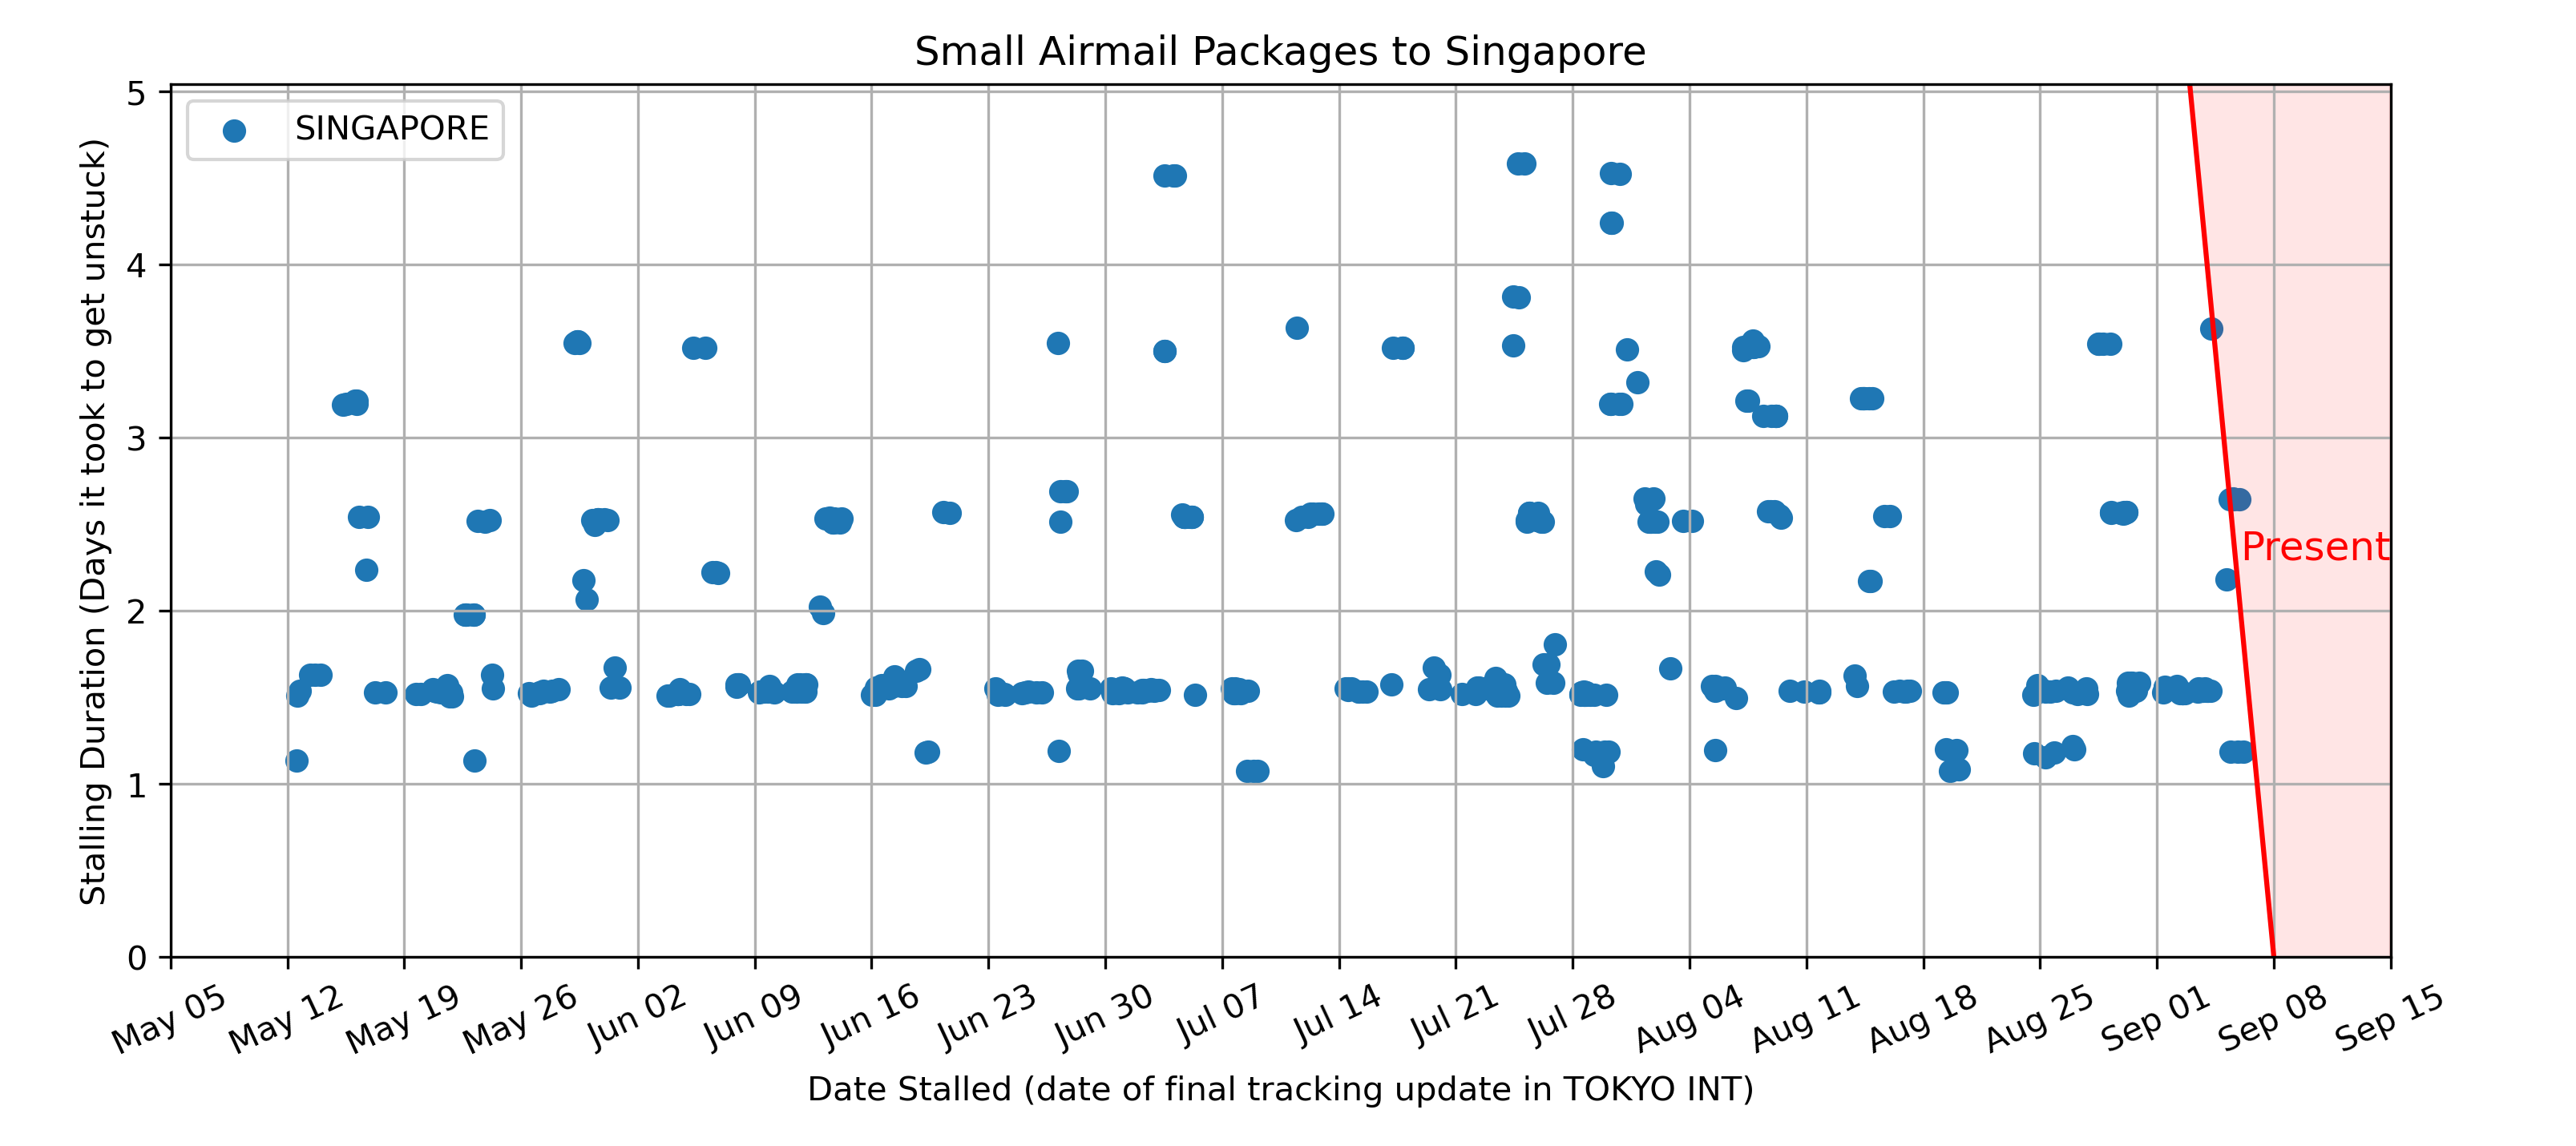 Small Airmail Packages to Singapore
SINGAPORE
Stalling Duration (Days it took to get unstuck)
5
4
3
2
1
0
Present
May 05
May 12
May 19
May 26
Jun 02
Jun 09
Jun 16
Jun 23
Jun 30
Jul 07
Jul 14
Jul 21
Jul 28
Aug 04
Aug 11
Aug 18
Aug 25
Sep 01
Sep 08
Sep 15
Date Stalled (date of final tracking update in TOKYO INT)